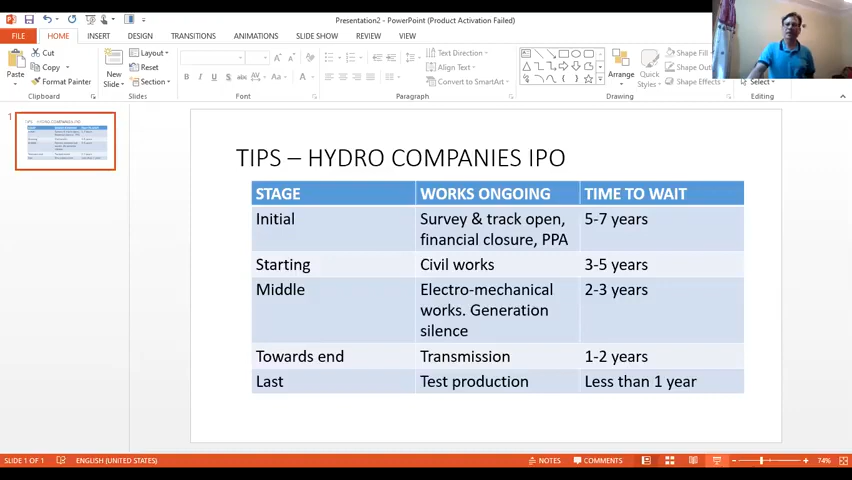 Presentation2 - PowerPoint (Product Activation Failed)
FILE
HOME
INSERT
DESIGN
TRANSITIONS
ANIMATIONS
SLIDE SHOW
REVIEW
VIEW
Paste
Cut
Copy
Format Painter
Clipboard
New
Slide
Layout
Reset
Section
Slides
Font
Text Direction
Align Text
Convert to SmartArt
Paragraph
Arrange
Quick
Styles
Shape Fill
Shape Outline
Shape Effects
Drawing
Select
Editing
1
TIPS – HYDRO COMPANIES IPO
STAGE
WORKS ONGOING
TIME TO WAIT
Initial
Survey & track open,
financial closure, PPA
5-7 years
Starting
Civil works
3-5 years
Middle
Electro-mechanical
works. Generation
silence
2-3 years
Towards end
Transmission
1-2 years
Last
Test production
Less than 1 year
SLIDE 1 OF 1
ENGLISH (UNITED STATES)
NOTES
COMMENTS
74%